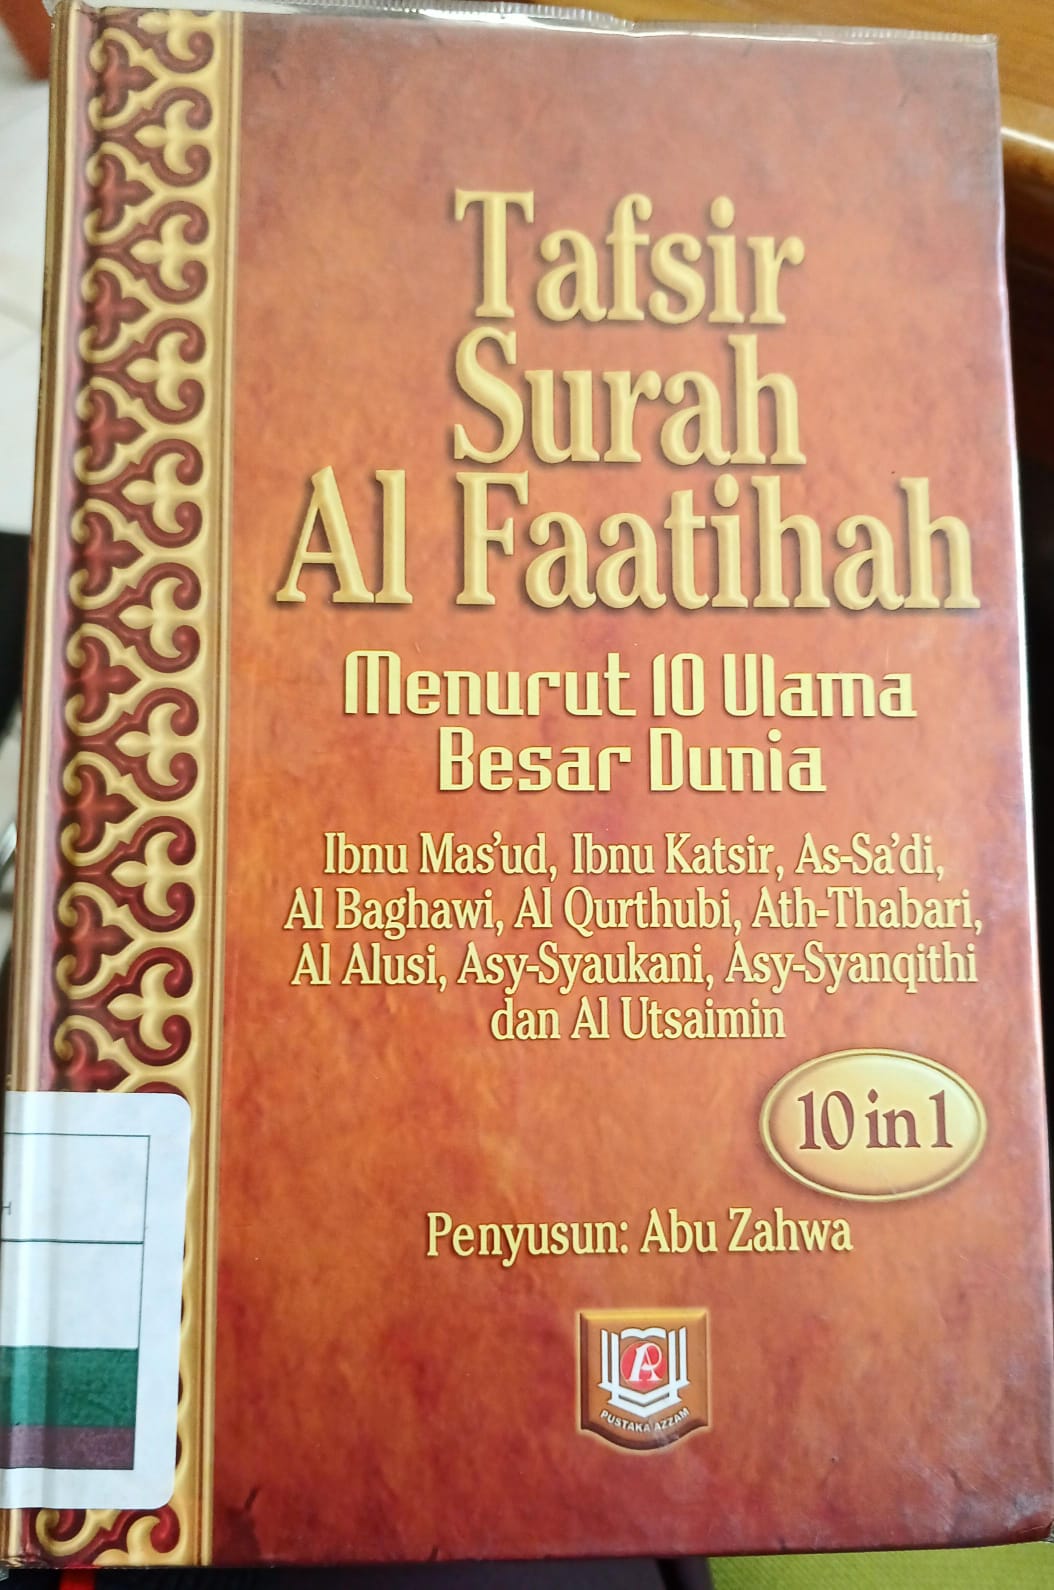 Tafsir
Surah
Al Faatihah
Menurut 10 Ulama
Besar Dunia
Ibnu Mas'ud, Ibnu Katsir, As-Sa'di,
Al Baghawi, Al Qurthubi, Ath-Thabari,
Al Alusi, Asy-Syaukani, Asy-Syanqithi
dan Al Utsaimin
10 in 1
Penyusun: Abu Zahwa
PA
PUSTAKA AZZAM